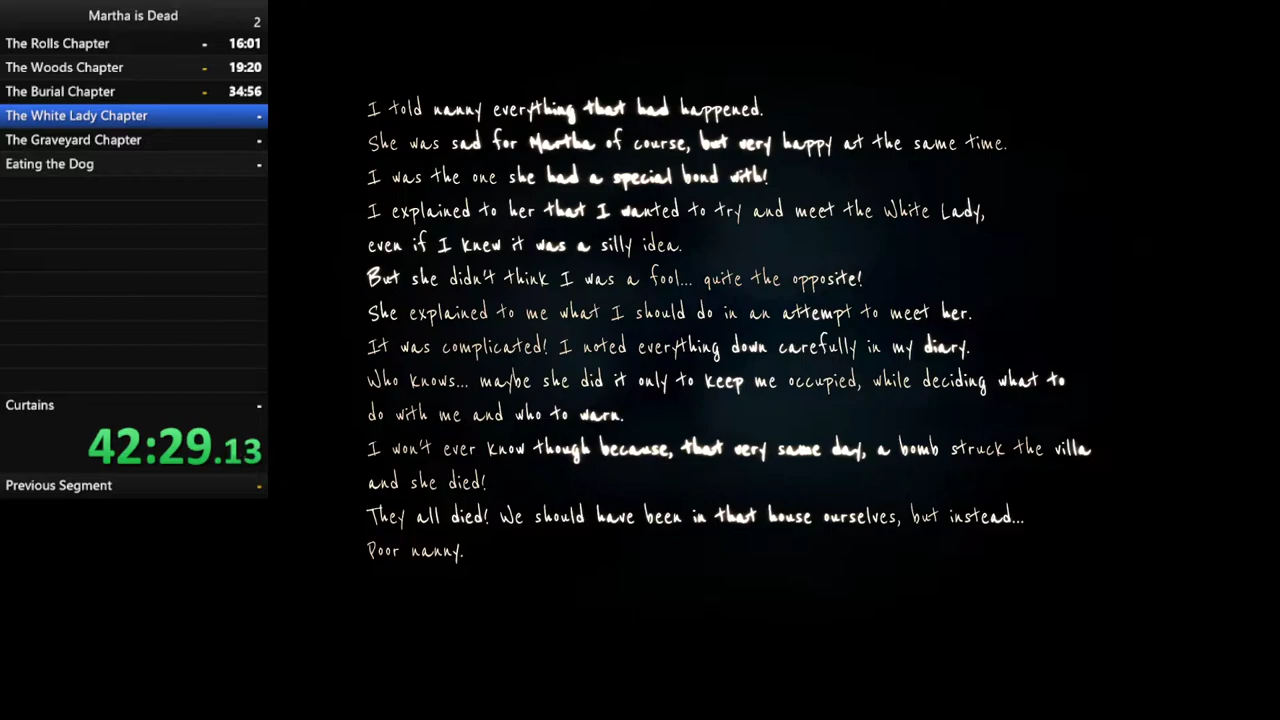 Martha is Dead
2
The Rolls Chapter - 16:01
The Woods Chapter - 19:20
The Burial Chapter - 34:56
The White Lady Chapter -
The Graveyard Chapter -
Eating the Dog -
Curtains -
42:29.13
Previous Segment -
I told nanny everything that had happened.
She was sad for Martha of course, but very happy at the same time.
I was the one she had a special bond with!
I explained to her that I wanted to try and meet the White Lady,
even if I knew it was a silly idea.
But she didn't think I was a fool... quite the opposite!
She explained to me what I should do in an attempt to meet her.
It was complicated! I noted everything down carefully in my diary.
Who knows... maybe she did it only to keep me occupied, while deciding what to
do with me and who to warn.
I won't ever know though because, that very same day, a bomb struck the villa
and she died!
They all died! We should have been in that house ourselves, but instead...
Poor nanny.